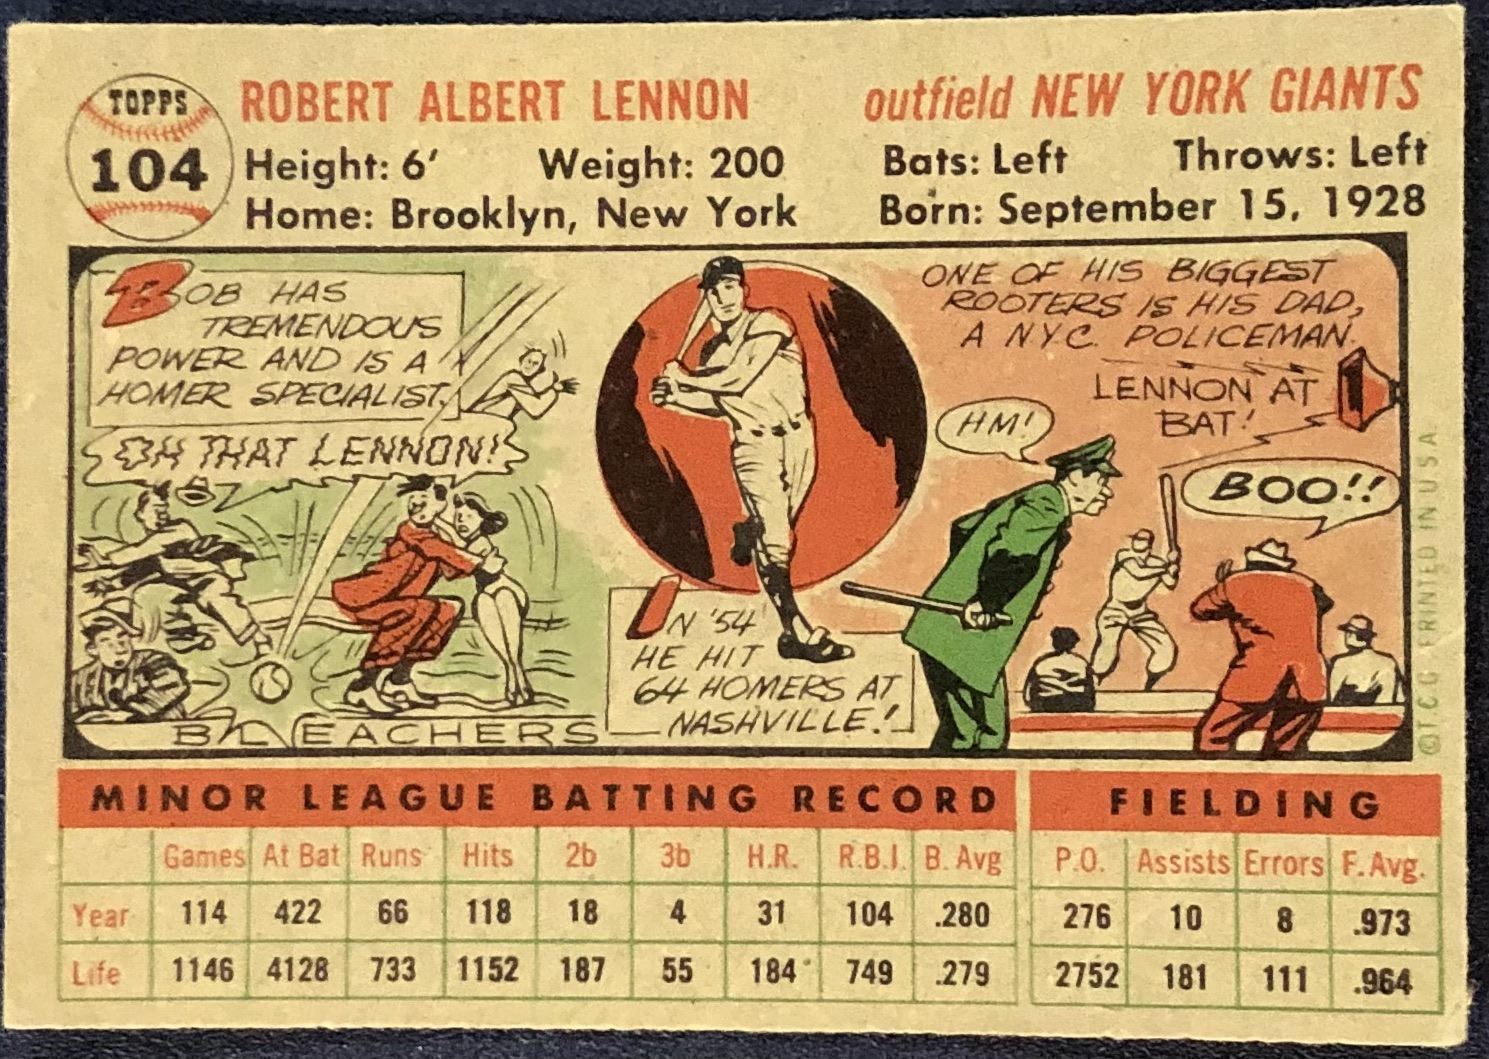 TOPPS
104
ROBERT ALBERT LENNON
outfield NEW YORK GIANTS
Height: 6' Weight: 200 Bats: Left Throws: Left
Home: Brooklyn, New York Born: September 15, 1928
BOB HAS
TREMENDOUS
POWER AND IS A
HOMER SPECIALIST.
OH THAT LENNON!
BLEACHERS
IN '54
HE HIT
64 HOMERS AT
NASHVILLE!
ONE OF HIS BIGGEST
ROOTERS IS HIS DAD,
A N.Y.C. POLICEMAN.
LENNON AT
BAT!
HM!
BOO!!
© T.C.G. PRINTED IN U.S.A.
MINOR LEAGUE BATTING RECORD FIELDING
Games At Bat Runs Hits 2b 3b H.R. R.B.I. B. Avg P.O. Assists Errors F. Avg.
Year 114 422 66 118 18 4 31 104 .280 276 10 8 .973
Life 1146 4128 733 1152 187 55 184 749 .279 2752 181 111 .964